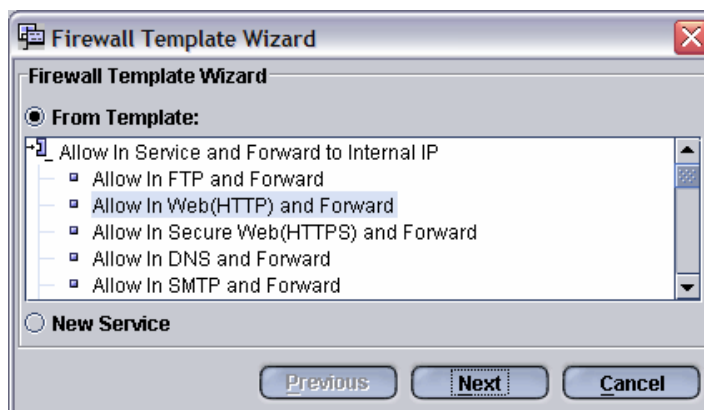 Firewall Template Wizard
Firewall Template Wizard
From Template:
Allow In Service and Forward to Internal IP
Allow In FTP and Forward
Allow In Web(HTTP) and Forward
Allow In Secure Web(HTTPS) and Forward
Allow In DNS and Forward
Allow In SMTP and Forward
New Service
Previous Next Cancel